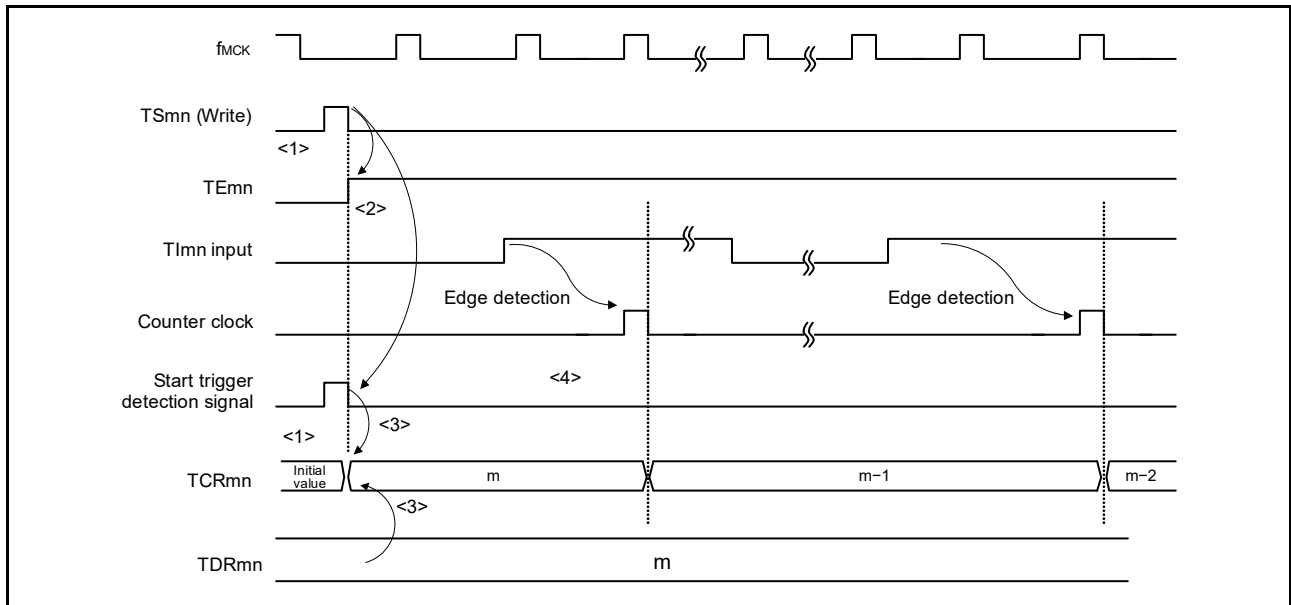 fMCK
TSmn (Write)
<1>
TEmn
<2>
TImn input
Edge detection
Edge detection
Counter clock
Start trigger
detection signal
<4>
<3>
<1>
TCRmn
Initial
value
m
m−1
m−2
<3>
TDRmn
m